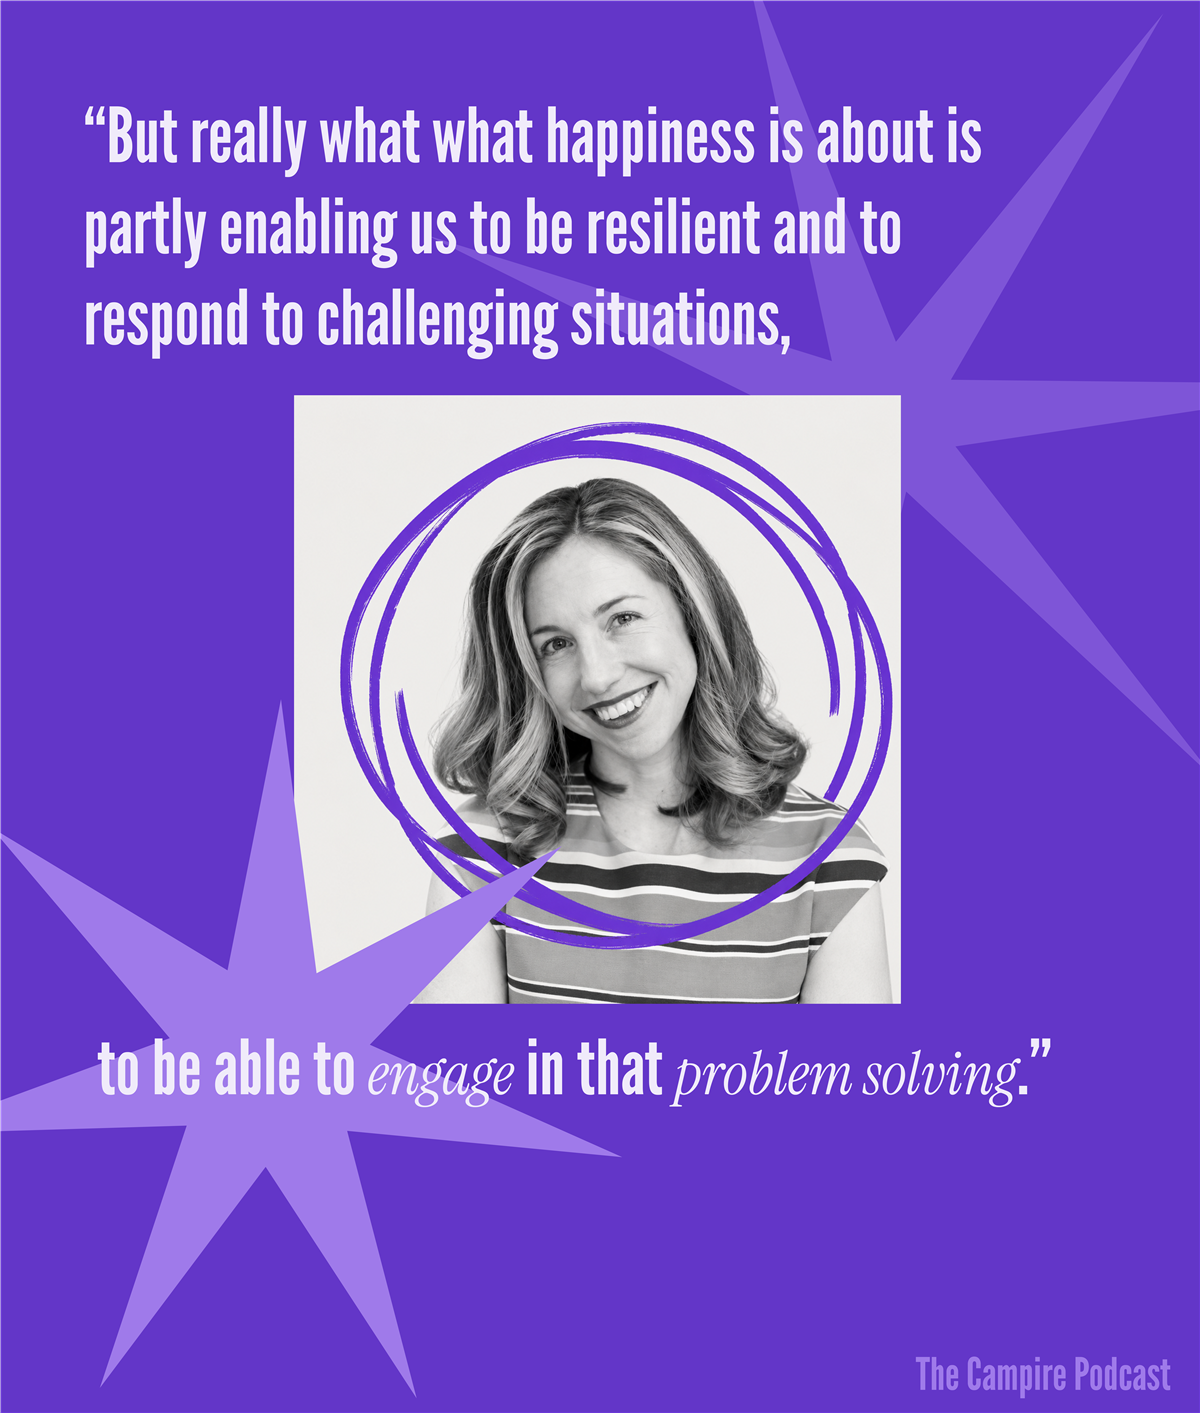 “But really what what happiness is about is
partly enabling us to be resilient and to
respond to challenging situations,
to be able to engage in that problem solving.”
The Campire Podcast